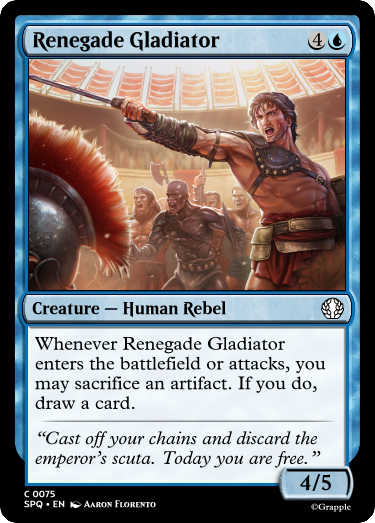 Renegade Gladiator 4
Creature — Human Rebel
Whenever Renegade Gladiator
enters the battlefield or attacks, you
may sacrifice an artifact. If you do,
draw a card.
“Cast off your chains and discard the
emperor’s scuta. Today you are free.”
4/5
C 0075
SPQ • EN Aaron Florento
©Grapple